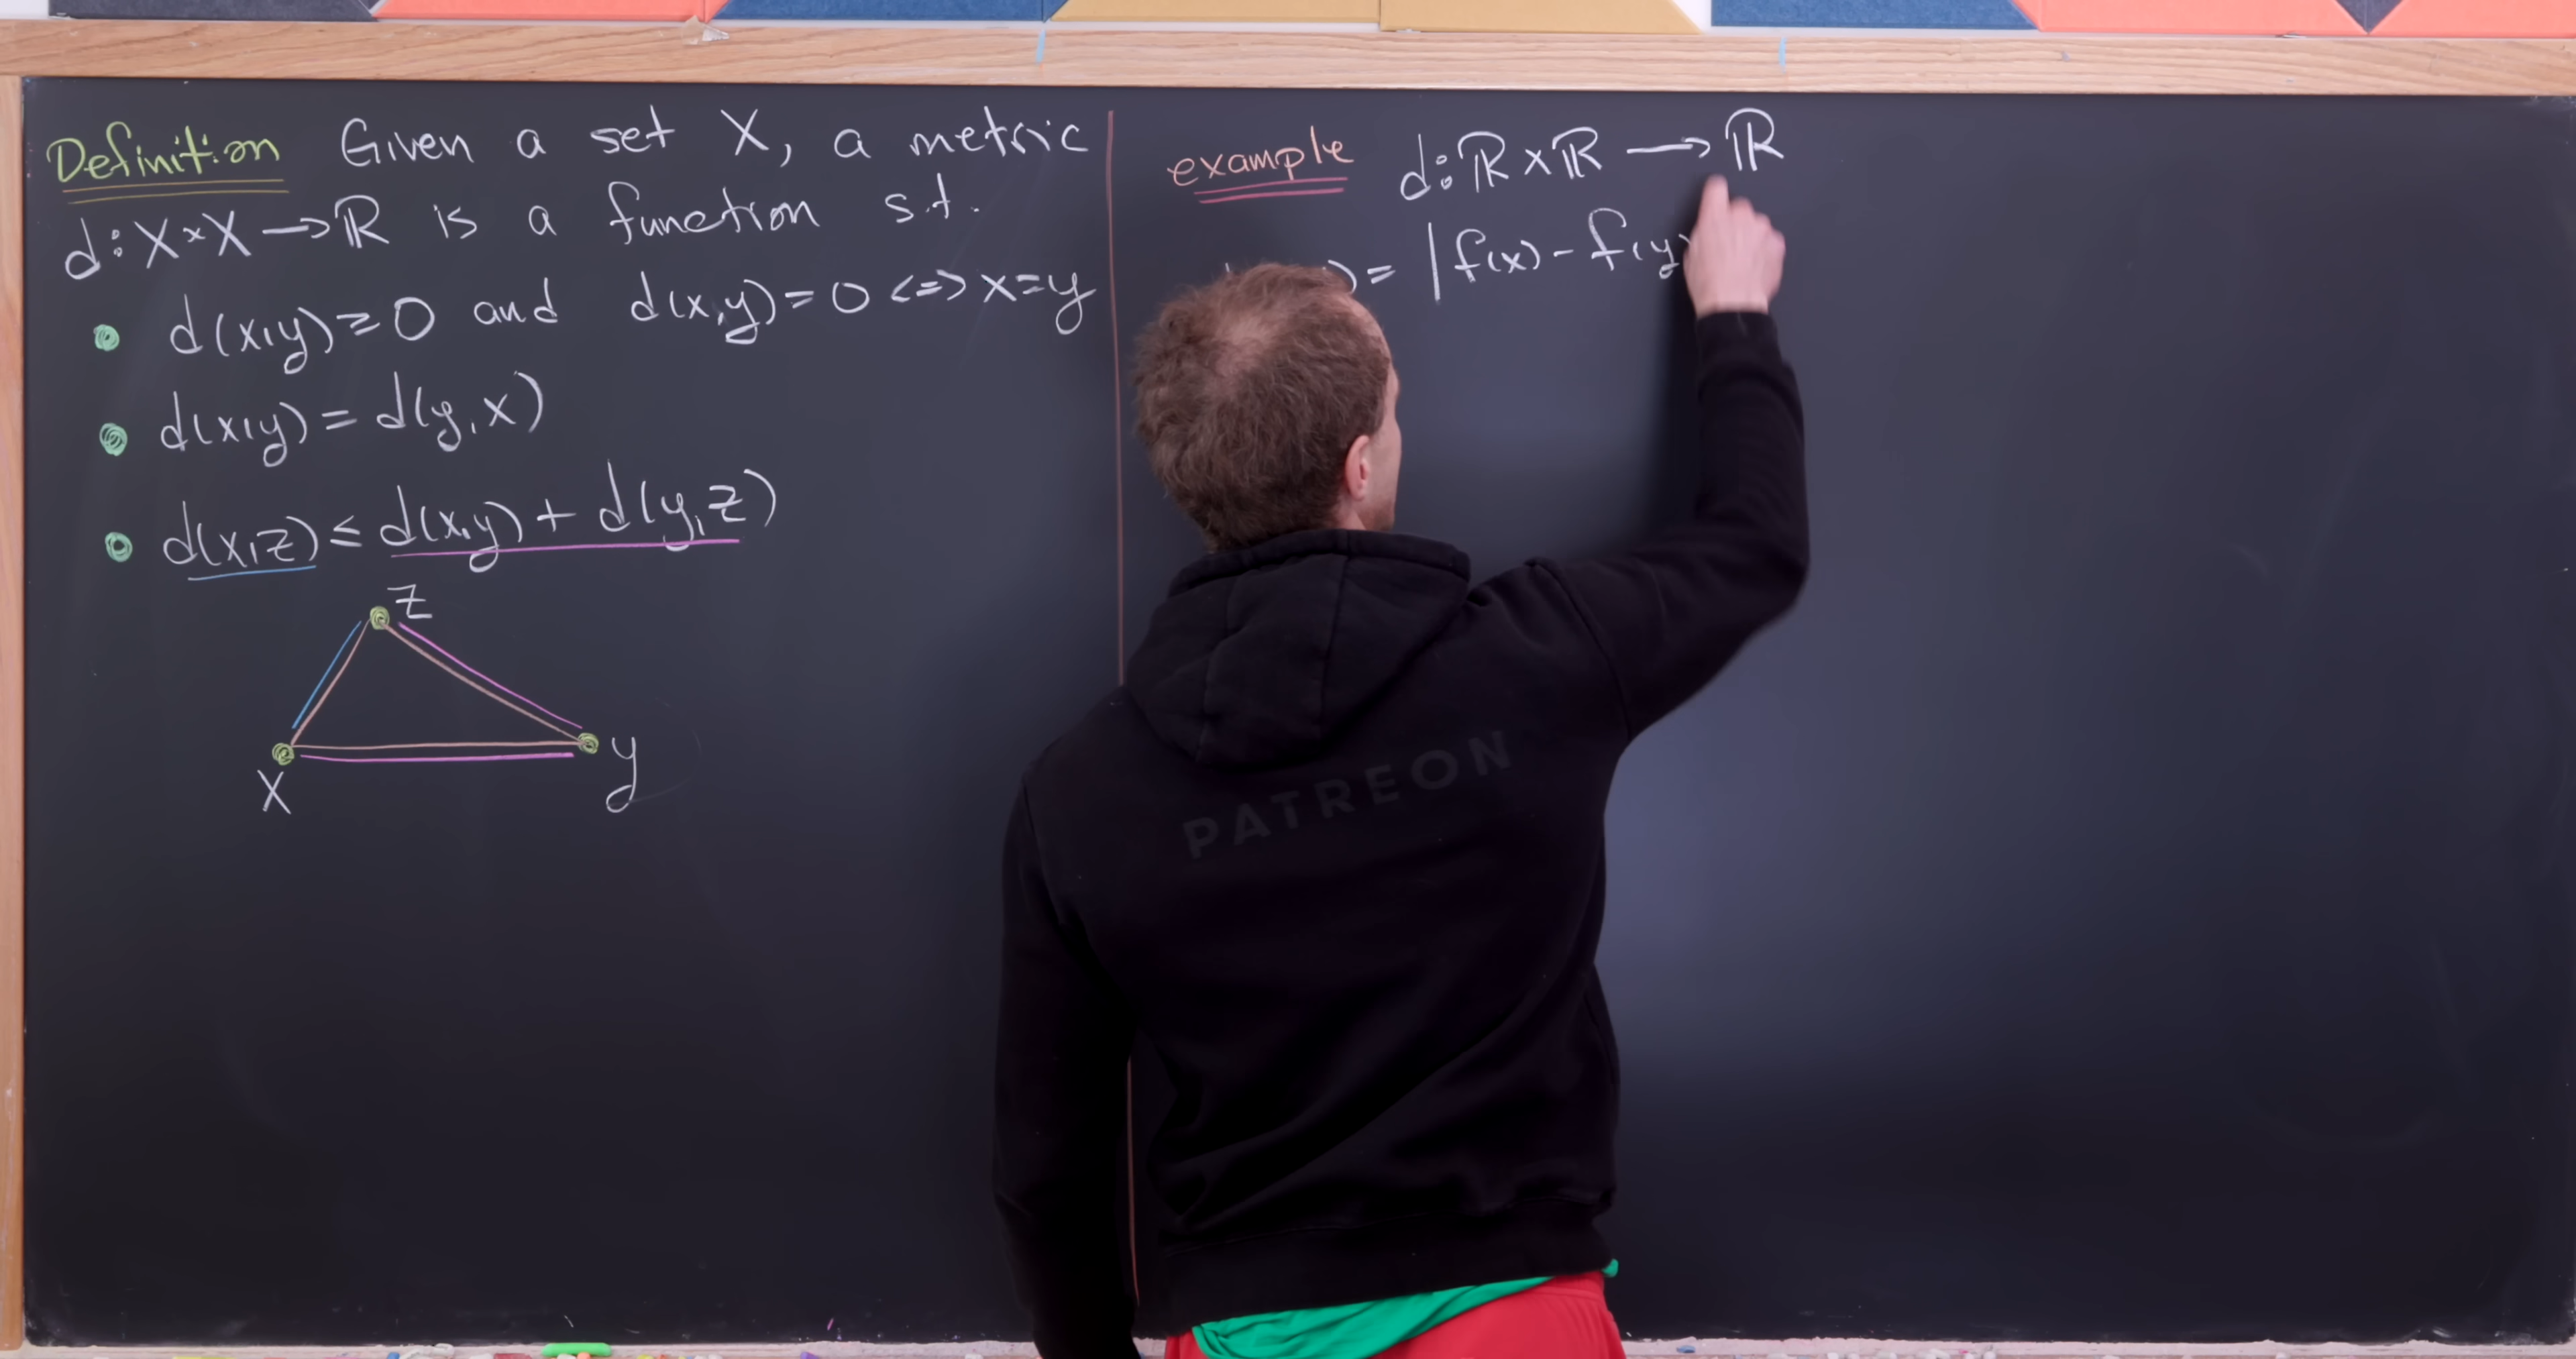 Definition Given a set X, a metric
d: X×X → ℝ is a function s.t.
d(x,y) ≥ 0 and d(x,y) = 0 <=> x=y
d(x,y) = d(y,x)
d(x,z) ≤ d(x,y) + d(y,z)
z
x
y
example d: ℝ×ℝ → ℝ
) = |f(x) - f(y)
PATREON